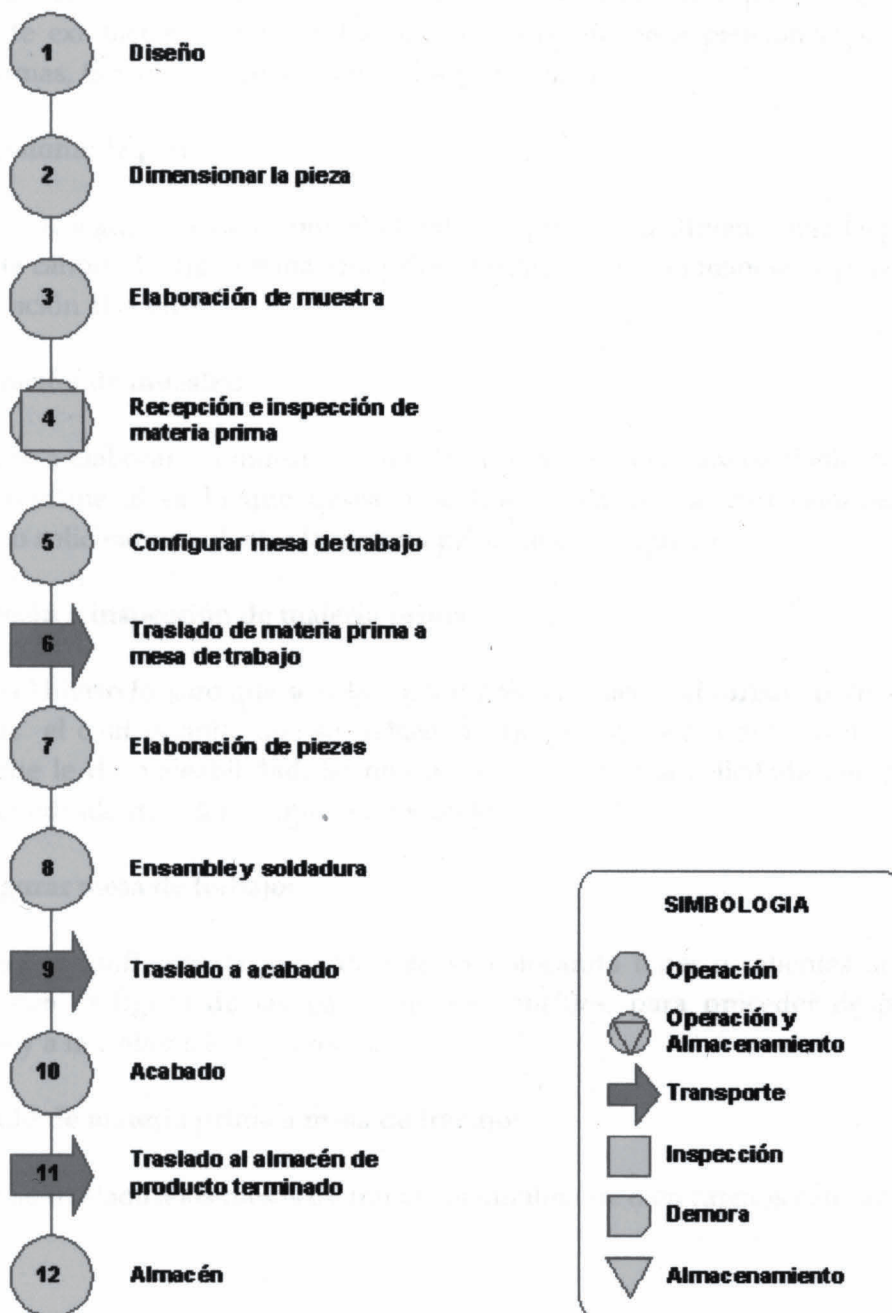 1 Diseño
2 Dimensionar la pieza
3 Elaboración de muestra
4 Recepción e inspección de
materia prima
5 Configurar mesa de trabajo
6 Traslado de materia prima a
mesa de trabajo
7 Elaboración de piezas
8 Ensamble y soldadura
9 Traslado a acabado
10 Acabado
11 Traslado al almacén de
producto terminado
12 Almacén
SIMBOLOGIA
Operación
Operación y
Almacenamiento
Transporte
Inspección
Demora
Almacenamiento